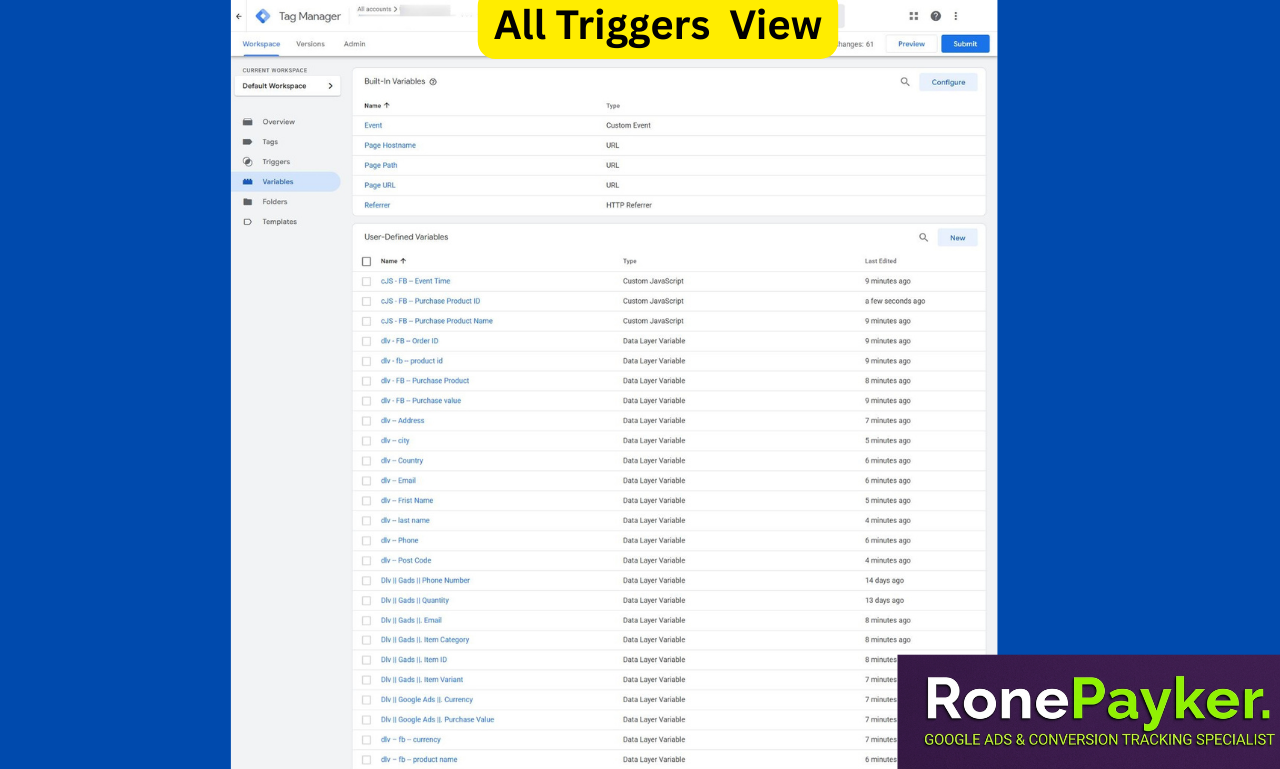 All Triggers View
Tag Manager
All accounts >
Workspace Versions Admin
hanges: 61 Preview Submit
CURRENT WORKSPACE
Default Workspace
Overview
Tags
Triggers
Variables
Folders
Templates
Built-In Variables
Configure
Name Type
Event Custom Event
Page Hostname URL
Page Path URL
Page URL URL
Referrer HTTP Referrer
User-Defined Variables
New
Name Type Last Edited
cJS - FB – Event Time Custom JavaScript 9 minutes ago
cJS - FB – Purchase Product ID Custom JavaScript a few seconds ago
cJS - FB – Purchase Product Name Custom JavaScript 9 minutes ago
dlv - FB – Order ID Data Layer Variable 9 minutes ago
dlv - fb – product id Data Layer Variable 9 minutes ago
dlv - FB – Purchase Product Data Layer Variable 8 minutes ago
dlv - FB – Purchase value Data Layer Variable 9 minutes ago
dlv – Address Data Layer Variable 7 minutes ago
dlv – city Data Layer Variable 5 minutes ago
dlv – Country Data Layer Variable 6 minutes ago
dlv – Email Data Layer Variable 6 minutes ago
dlv – Frist Name Data Layer Variable 5 minutes ago
dlv – last name Data Layer Variable 4 minutes ago
dlv – Phone Data Layer Variable 6 minutes ago
dlv – Post Code Data Layer Variable 4 minutes ago
Dlv || Gads || Phone Number Data Layer Variable 14 days ago
Dlv || Gads || Quantity Data Layer Variable 13 days ago
Dlv || Gads ||. Email Data Layer Variable 8 minutes ago
Dlv || Gads ||. Item Category Data Layer Variable 8 minutes ago
Dlv || Gads ||. Item ID Data Layer Variable 8 minutes
Dlv || Gads ||. Item Variant Data Layer Variable 7 minutes
Dlv || Google Ads ||. Currency Data Layer Variable 7 minutes
Dlv || Google Ads ||. Purchase Value Data Layer Variable 7 minutes
dlv – fb – currency Data Layer Variable 7 minutes
dlv – fb – product name Data Layer Variable 6 minutes
RonePayker.
GOOGLE ADS & CONVERSION TRACKING SPECIALIST